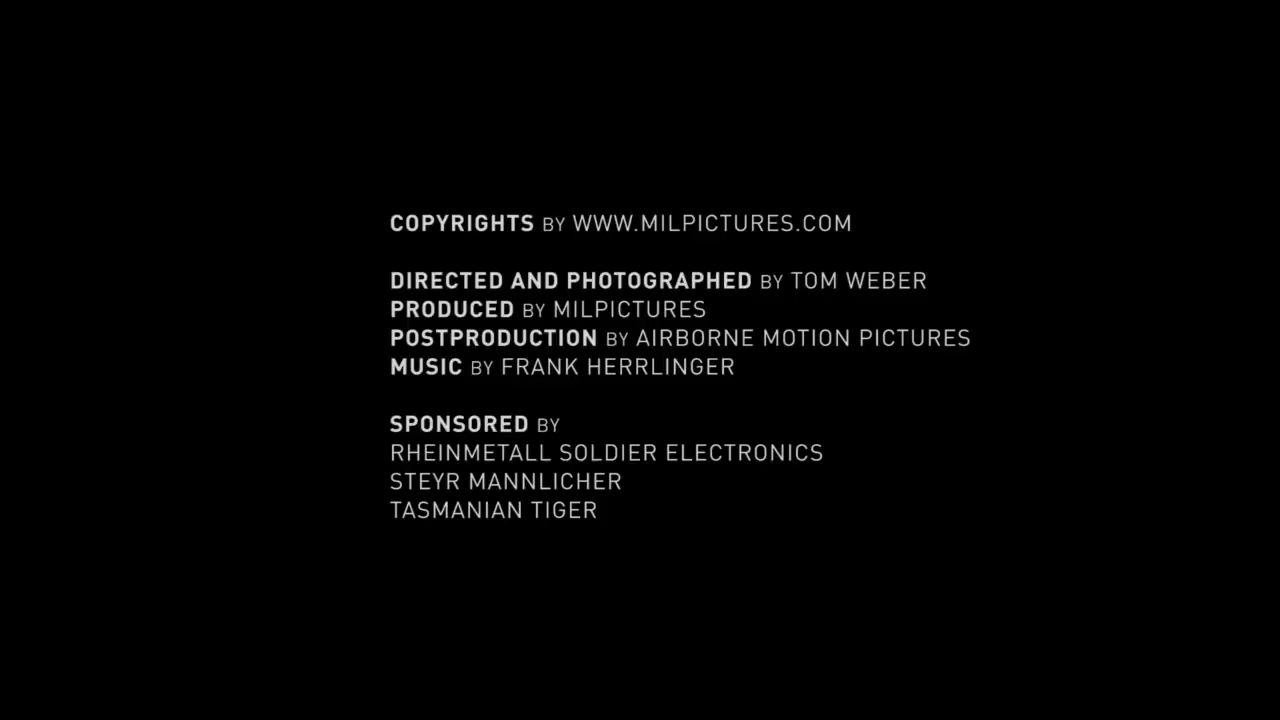 COPYRIGHTS BY WWW.MILPICTURES.COM
DIRECTED AND PHOTOGRAPHED BY TOM WEBER
PRODUCED BY MILPICTURES
POSTPRODUCTION BY AIRBORNE MOTION PICTURES
MUSIC BY FRANK HERRLINGER
SPONSORED BY
RHEINMETALL SOLDIER ELECTRONICS
STEYR MANNLICHER
TASMANIAN TIGER